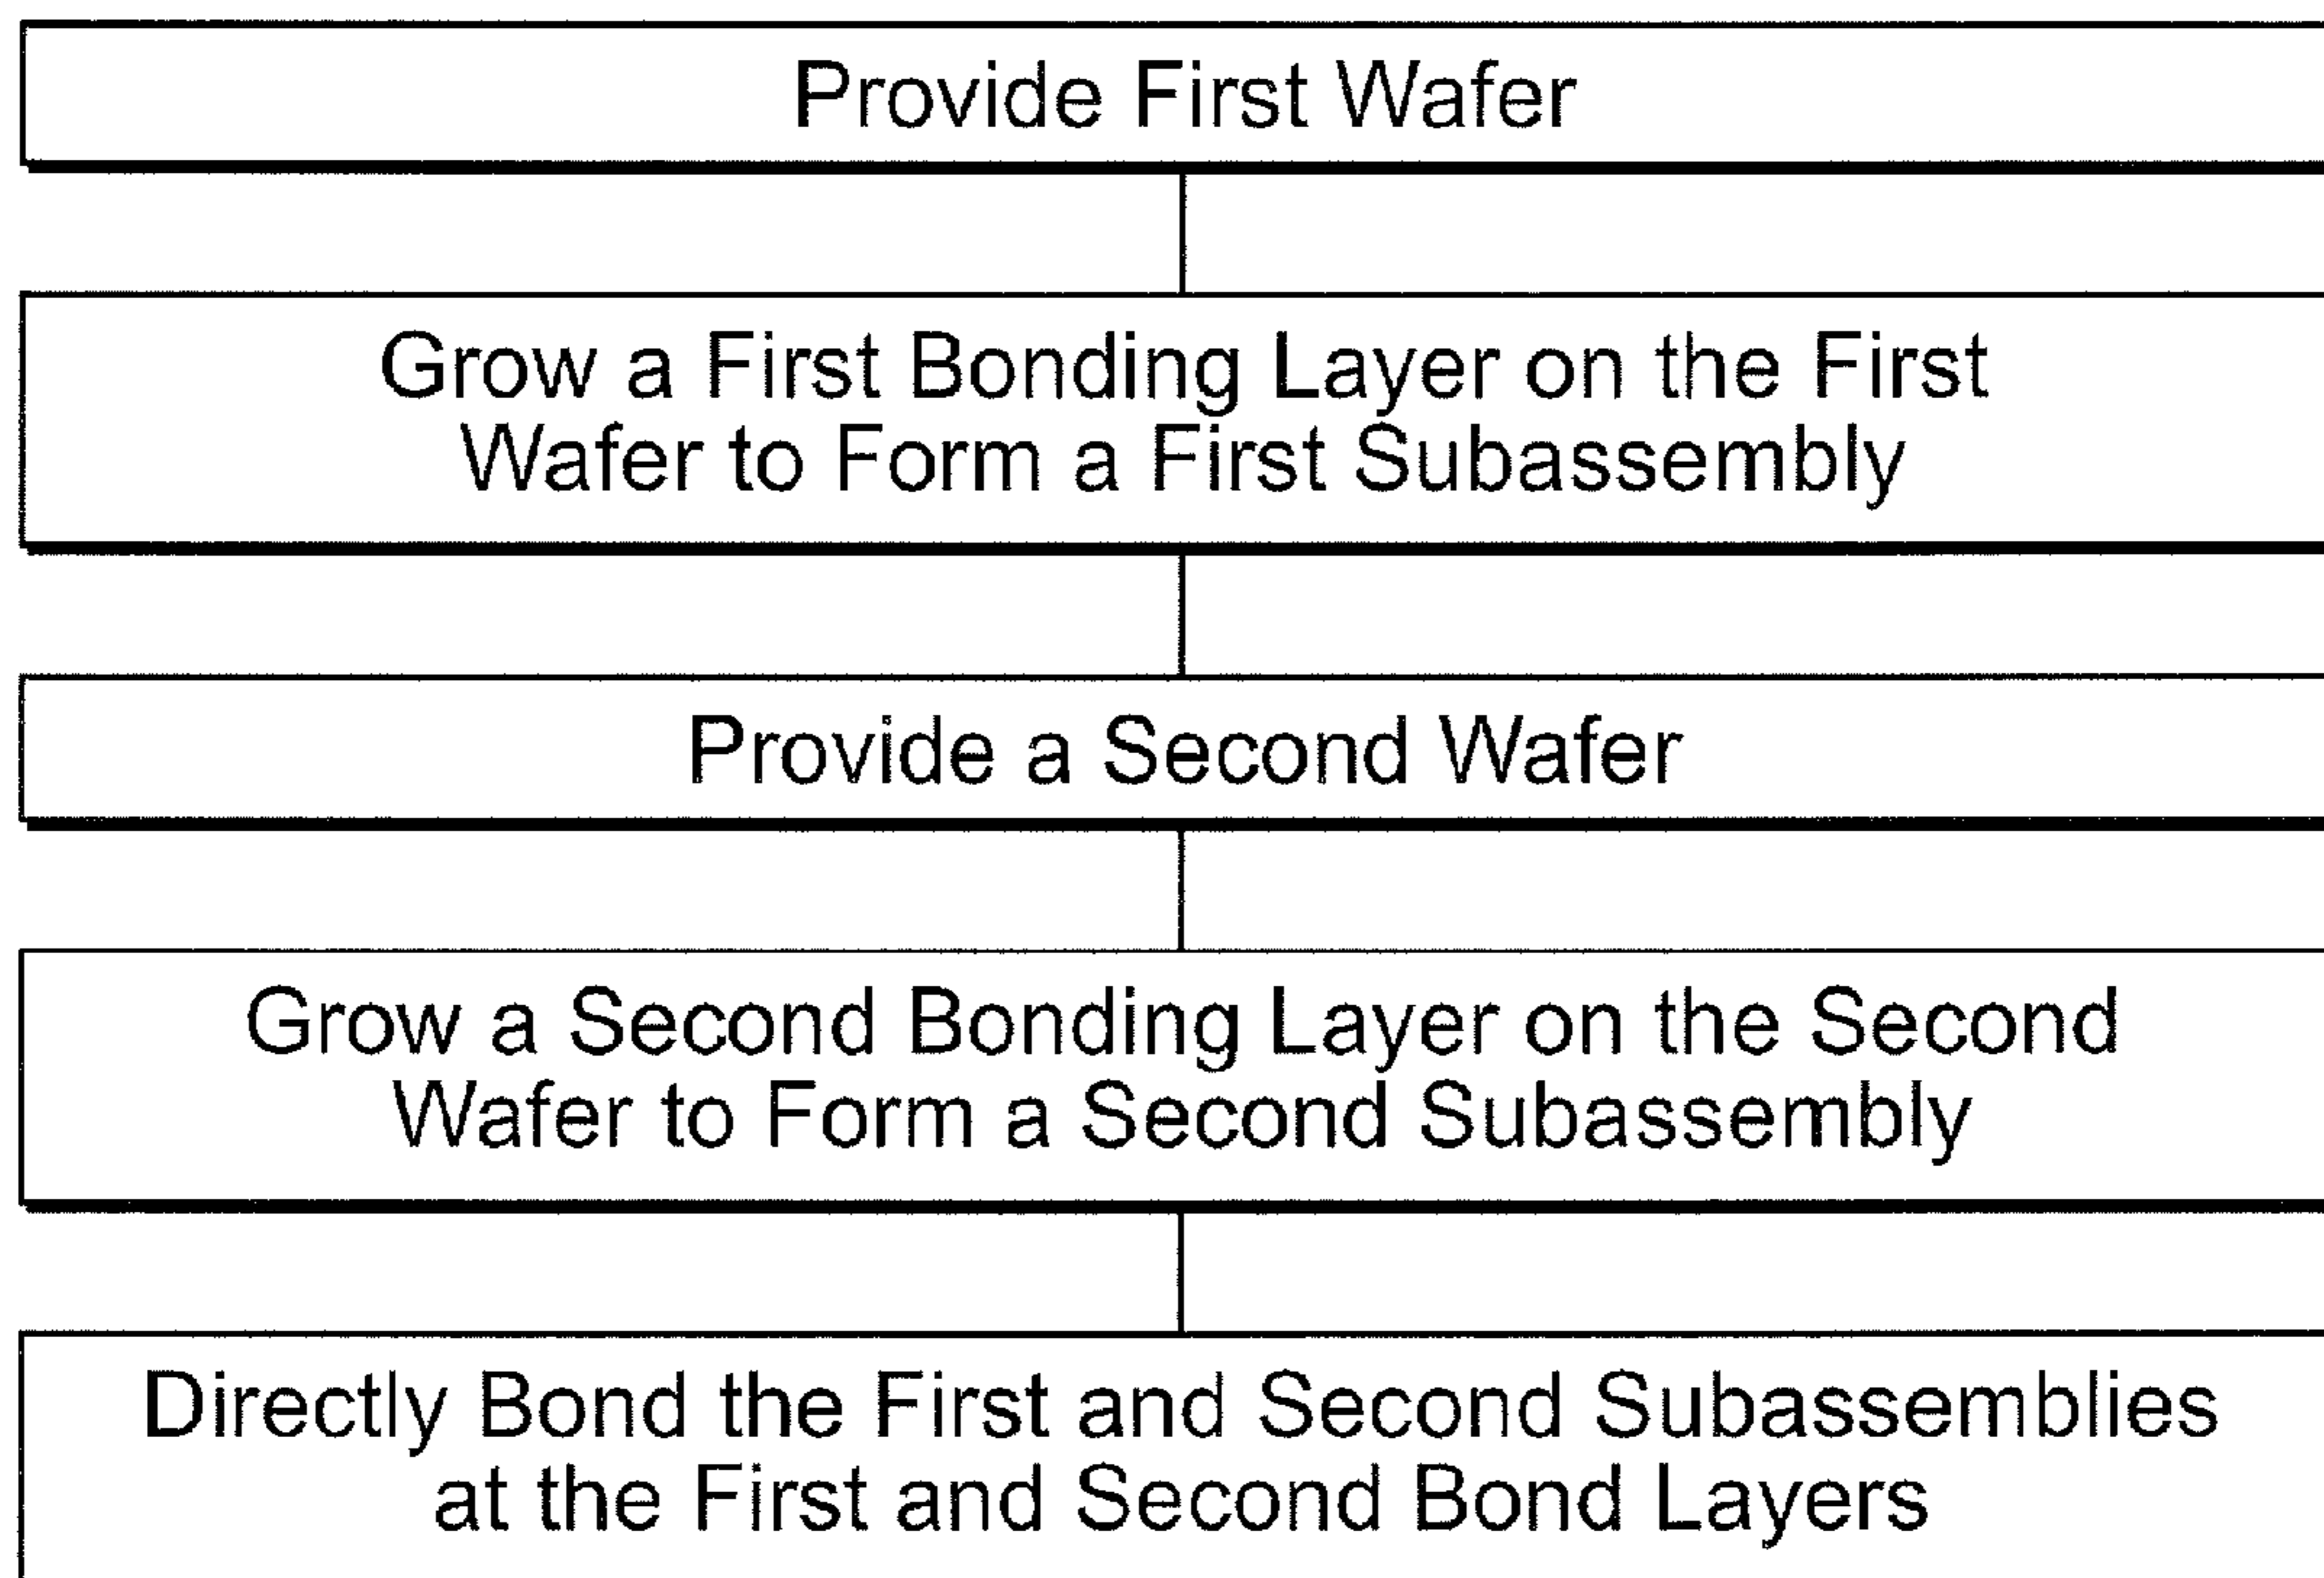 Provide First Wafer
Grow a First Bonding Layer on the First
Wafer to Form a First Subassembly
Provide a Second Wafer
Grow a Second Bonding Layer on the Second
Wafer to Form a Second Subassembly
Directly Bond the First and Second Subassemblies
at the First and Second Bond Layers